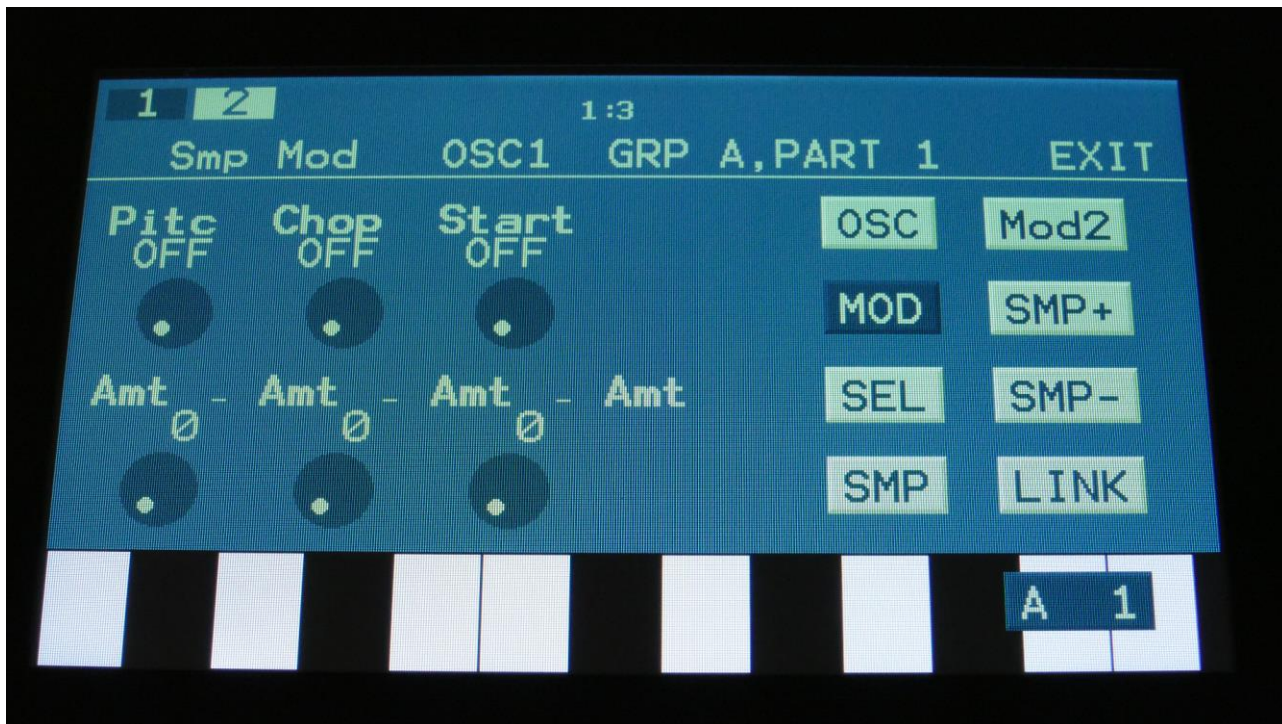 1 2 1:3
Smp Mod OSC1 GRP A,PART 1 EXIT
Pitc Chop Start OSC Mod2
OFF OFF OFF
MOD SMP+
Amt - Amt - Amt - Amt SEL SMP-
0 0 0
SMP LINK
A 1